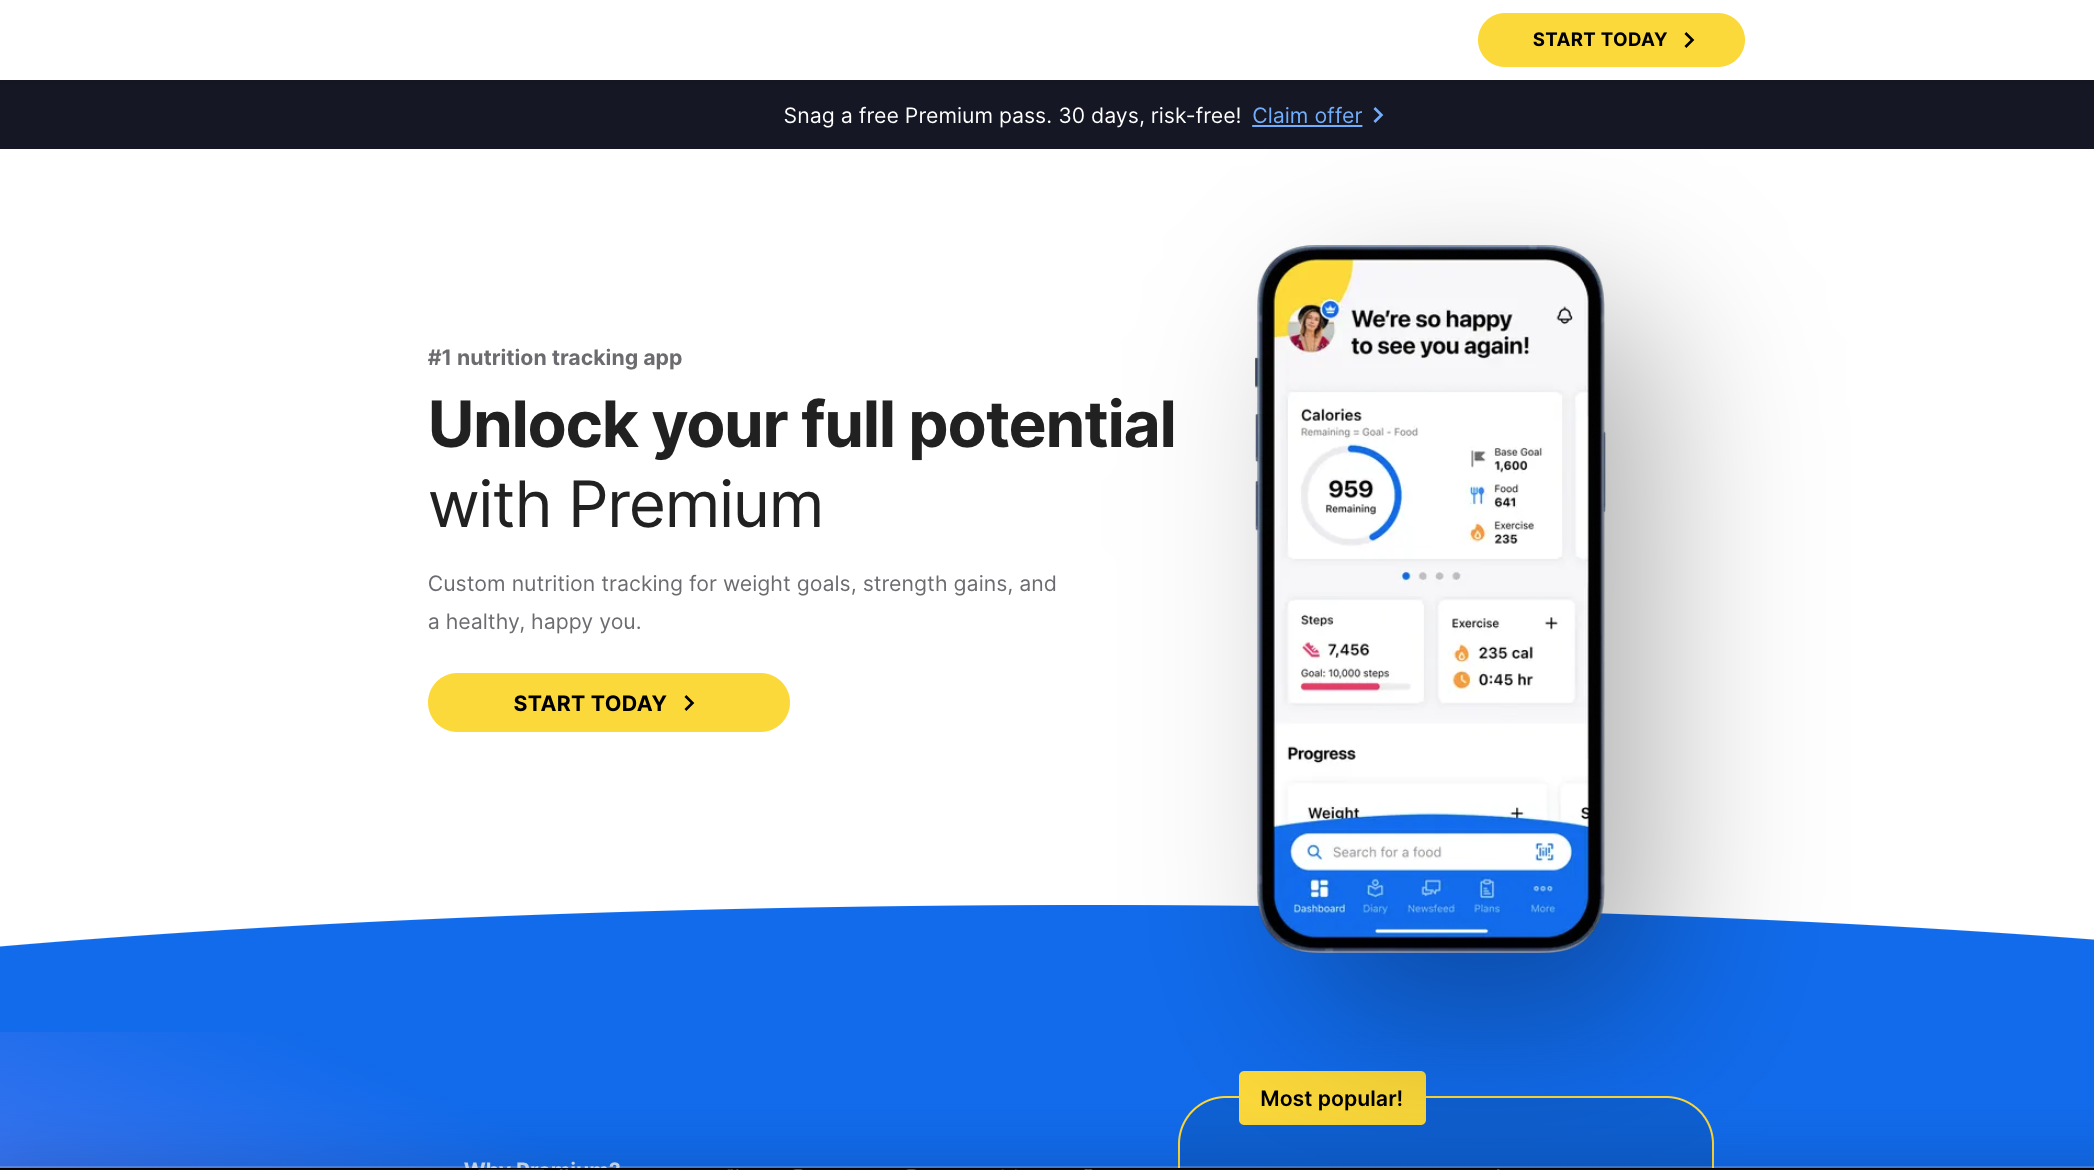 START TODAY
Snag a free Premium pass. 30 days, risk-free! Claim offer
#1 nutrition tracking app
Unlock your full potential
with Premium
Custom nutrition tracking for weight goals, strength gains, and
a healthy, happy you.
START TODAY
We're so happy
to see you again!
Calories
Remaining = Goal - Food
959
Remaining
Base Goal
1,600
Food
641
Exercise
235
Steps
7,456
Goal: 10,000 steps
Exercise
235 cal
0:45 hr
Progress
Weight
Search for a food
Dashboard Diary Newsfeed Plans More
Most popular!
Why Premium?